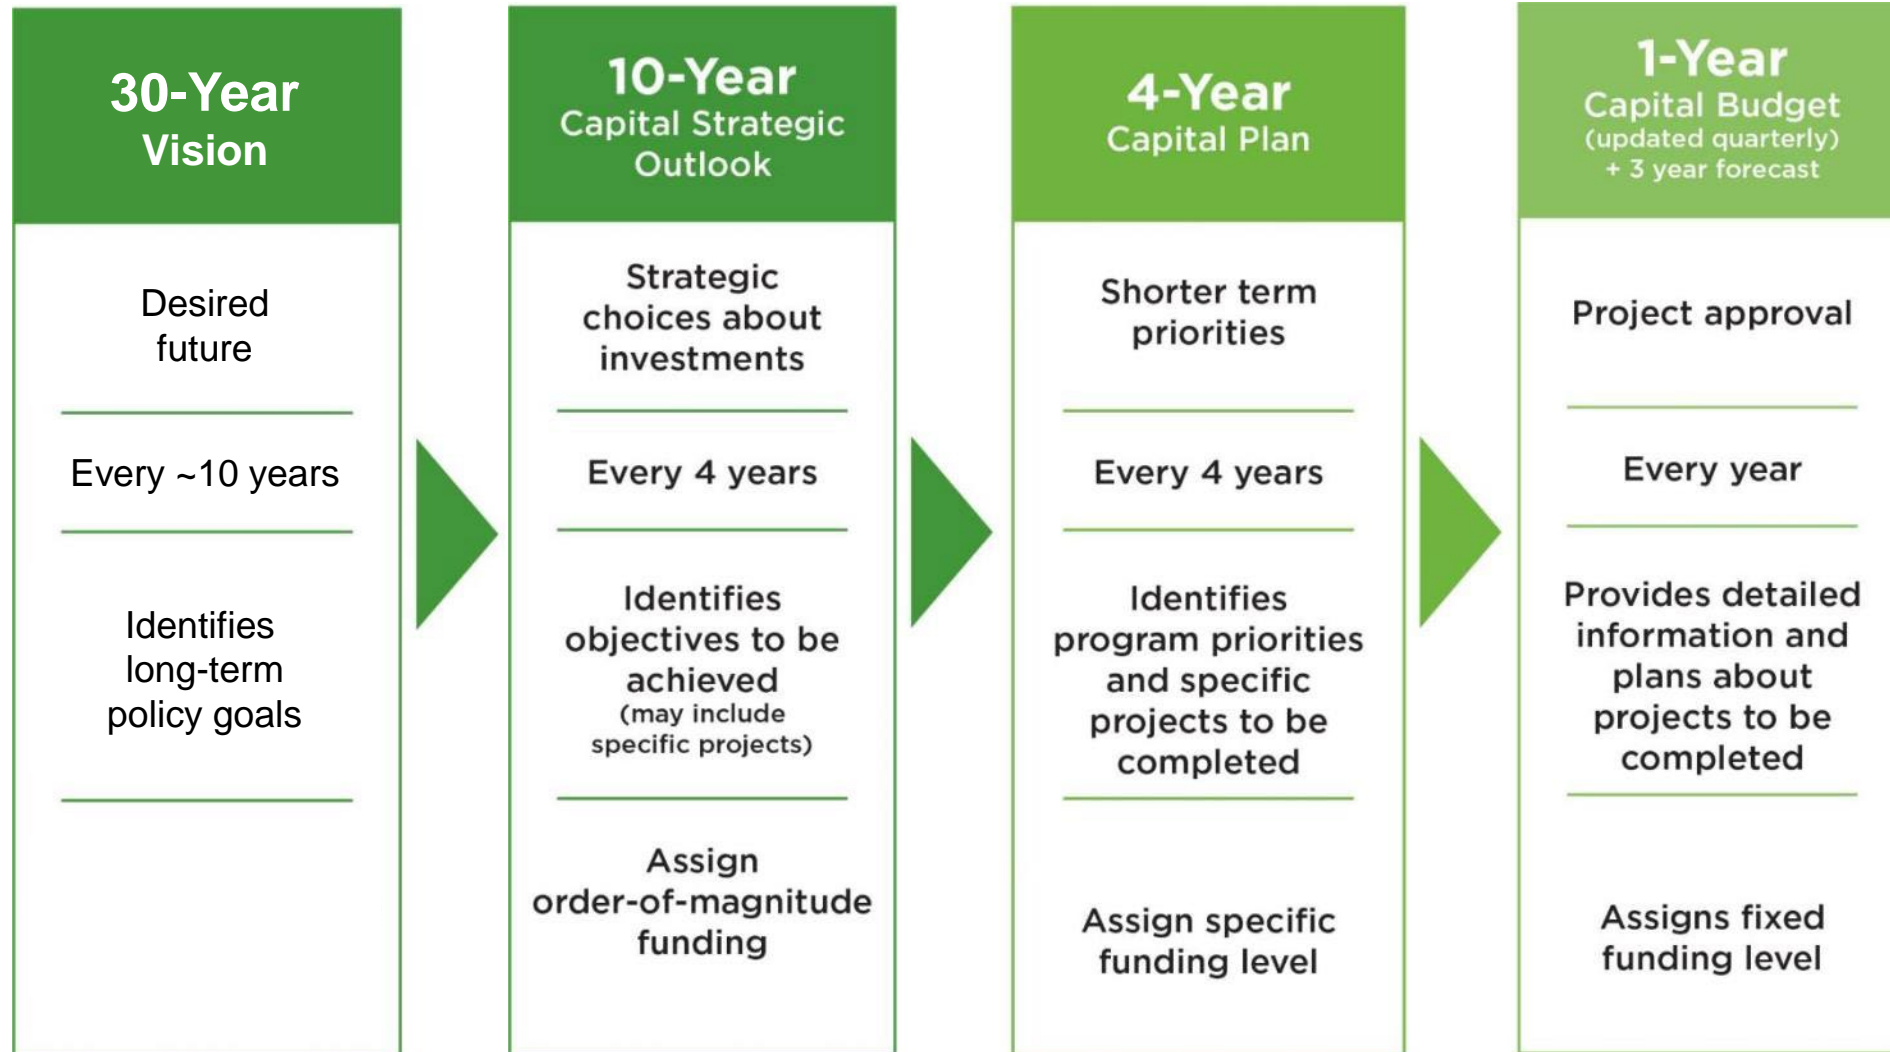 30-Year
Vision
Desired
future
Every ~10 years
Identifies
long-term
policy goals
10-Year
Capital Strategic
Outlook
Strategic
choices about
investments
Every 4 years
Identifies
objectives to be
achieved
(may include
specific projects)
Assign
order-of-magnitude
funding
4-Year
Capital Plan
Shorter term
priorities
Every 4 years
Identifies
program priorities
and specific
projects to be
completed
Assign specific
funding level
1-Year
Capital Budget
(updated quarterly)
+ 3 year forecast
Project approval
Every year
Provides detailed
information and
plans about
projects to be
completed
Assigns fixed
funding level